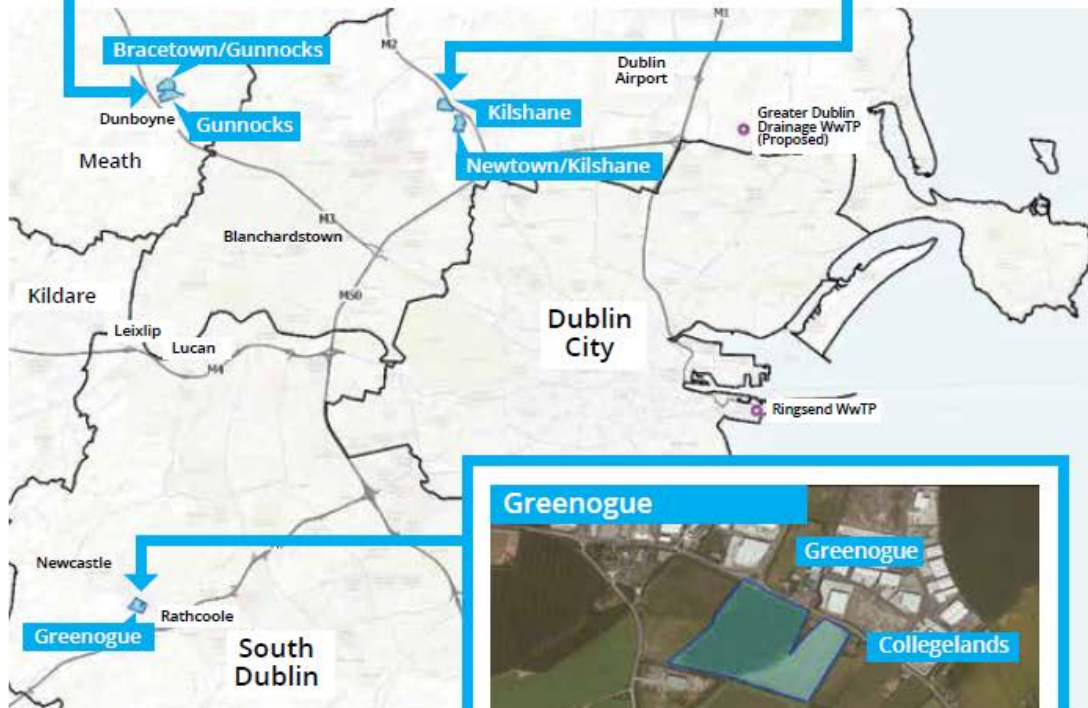 M1
M2
Bracetown/Gunnocks
Dublin
Airport
Kilshane
Greater Dublin
Drainage WwTP
(Proposed)
Dunboyne
Gunnocks
Meath
Newtown/Kilshane
M3
Blanchardstown
Kildare
M50
Leixlip
Lucan
Dublin
City
M4
Ringsend WwTP
Greenogue
Greenogue
Newcastle
Rathcoole
Greenogue
Collegelands
South
Dublin